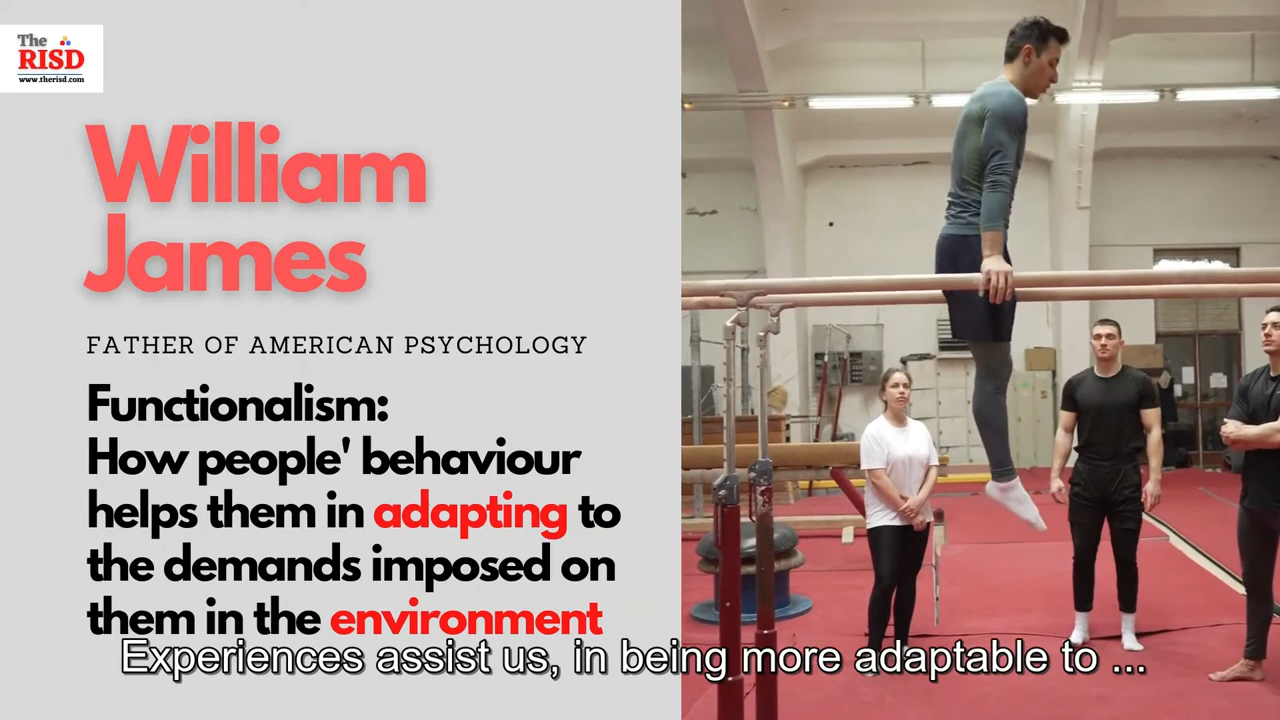 The
RISD
www.therisd.com
William
James
FATHER OF AMERICAN PSYCHOLOGY
Functionalism:
How people' behaviour
helps them in adapting to
the demands imposed on
them in the environment
Experiences assist us, in being more adaptable to ...